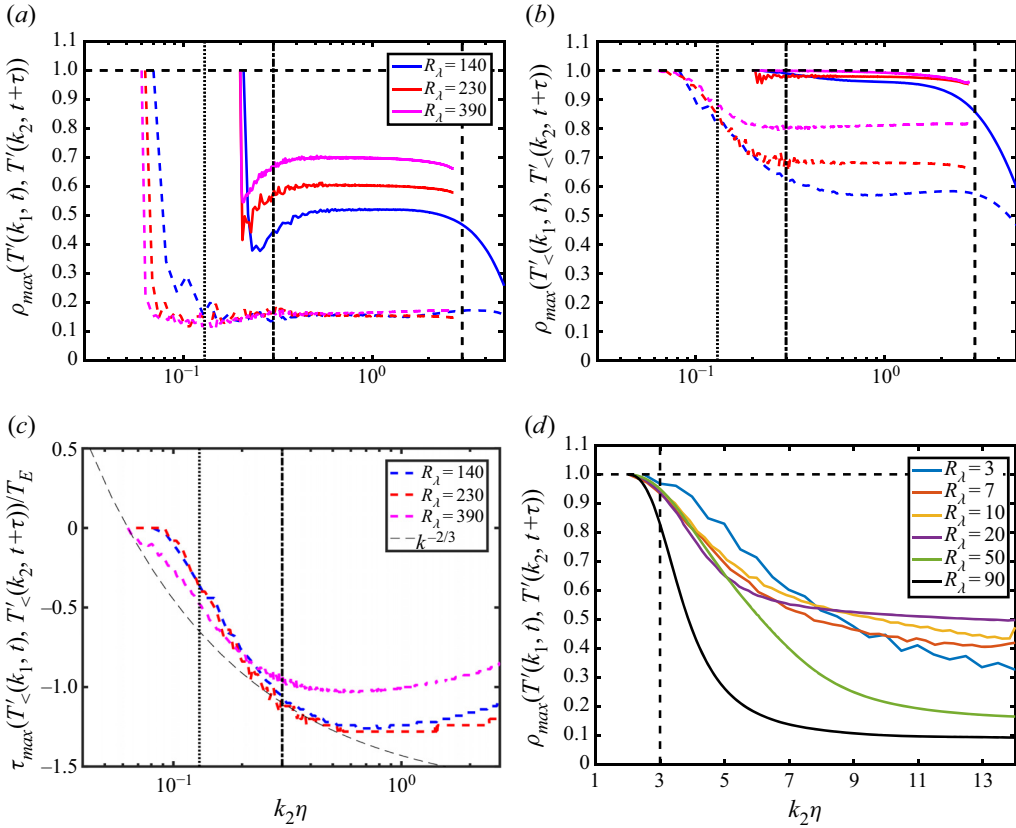 (a)
ρmax(T′(k1, t), T′(k2, t+τ))
1.1
1.0
0.9
0.8
0.7
0.6
0.5
0.4
0.3
0.2
0.1
0
10−1
100
Rλ = 140
Rλ = 230
Rλ = 390
(b)
ρmax(T′<(k1, t), T′<(k2, t+τ))
1.1
1.0
0.9
0.8
0.7
0.6
0.5
0.4
0.3
0.2
0.1
0
10−1
100
(c)
τmax(T′<(k1, t), T′<(k2, t+τ))/TE
0.5
0
−0.5
−1.0
−1.5
10−1
100
k2η
Rλ = 140
Rλ = 230
Rλ = 390
k−2/3
(d)
ρmax(T′(k1, t), T′(k2, t+τ))
1.1
1.0
0.9
0.8
0.7
0.6
0.5
0.4
0.3
0.2
0.1
0
1
3
5
7
9
11
13
k2η
Rλ = 3
Rλ = 7
Rλ = 10
Rλ = 20
Rλ = 50
Rλ = 90